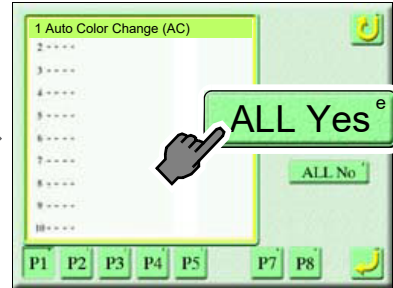 1 Auto Color Change (AC)
2 - - - -
3 - - - -
4 - - - -
5 - - - -
6 - - - -
7 - - - -
8 - - - -
9 - - - -
10 - - - -
ALL Yes e
ALL No
P1 P2 P3 P4 P5 P7 P8